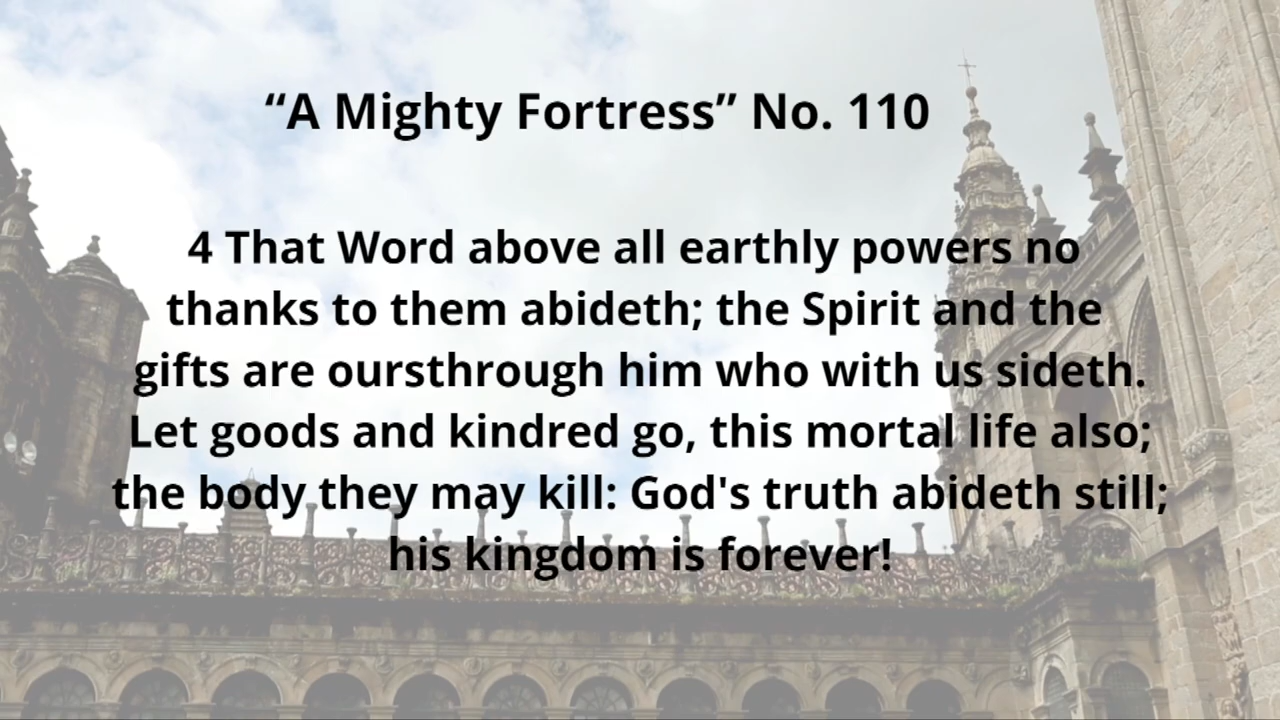 “A Mighty Fortress” No. 110
4 That Word above all earthly powers no
thanks to them abideth; the Spirit and the
gifts are oursthrough him who with us sideth.
Let goods and kindred go, this mortal life also;
the body they may kill: God's truth abideth still;
his kingdom is forever!